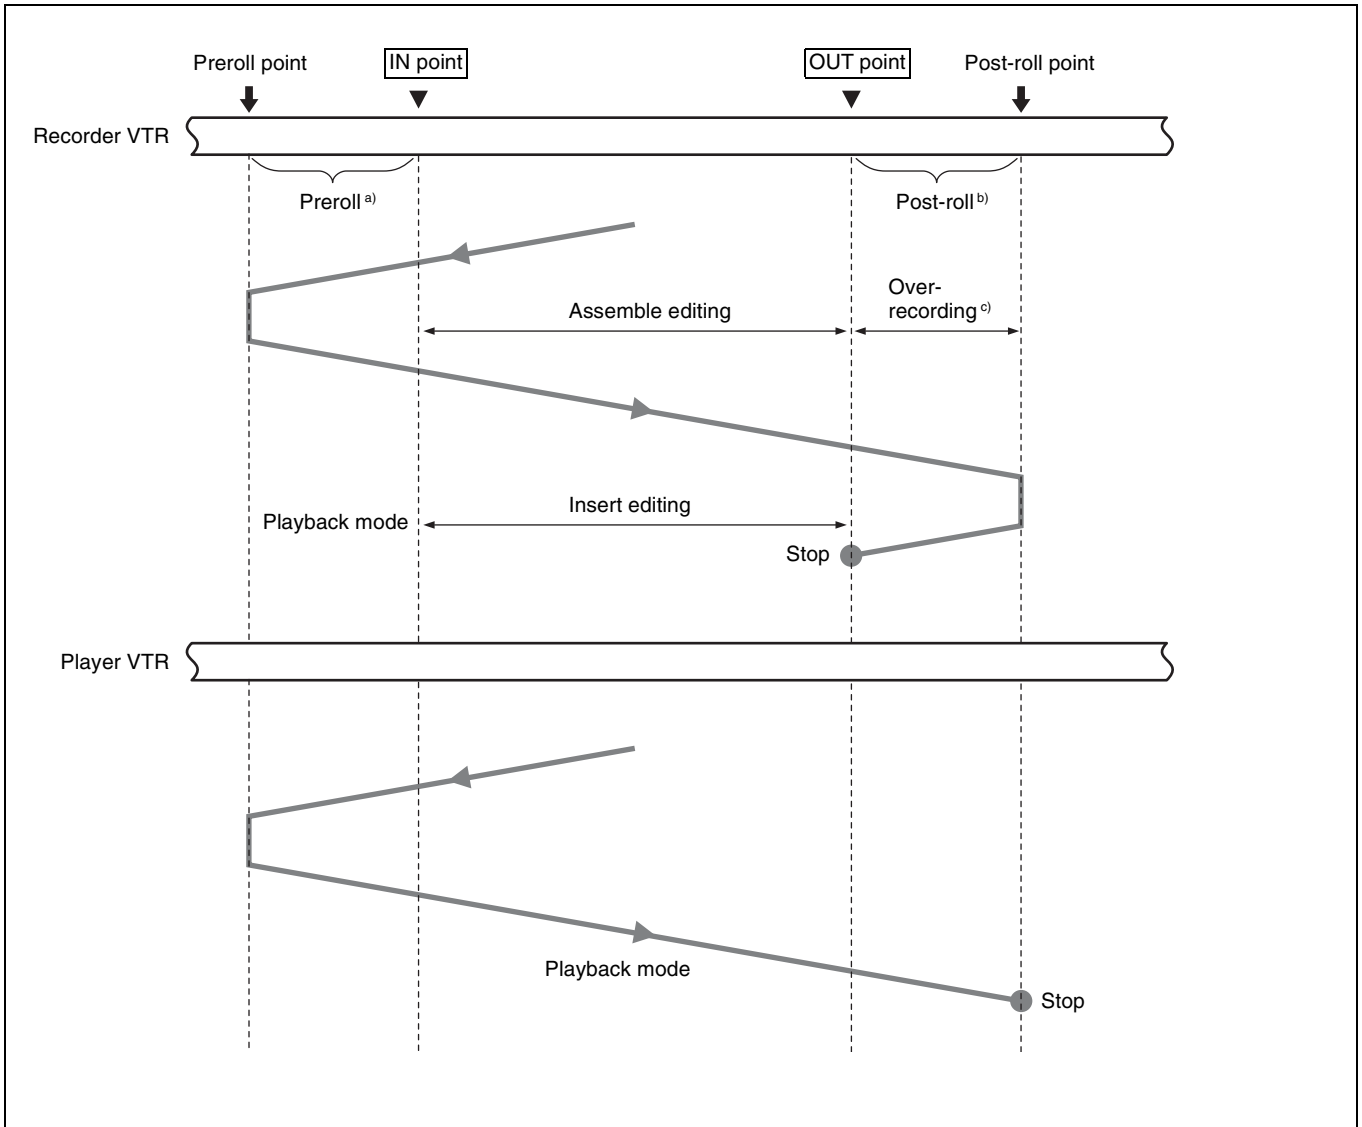 Preroll point
IN point
OUT point
Post-roll point
Recorder VTR
Preroll a)
Post-roll b)
Over-
recording c)
Assemble editing
Insert editing
Playback mode
Stop
Player VTR
Playback mode
Stop